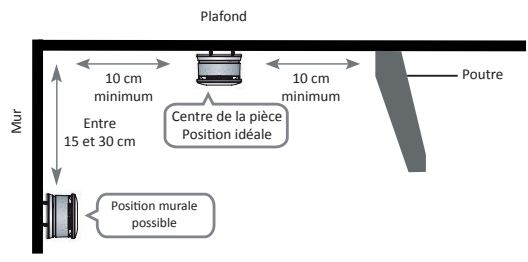 Plafond
10 cm
minimum
10 cm
minimum
Poutre
Mur
Entre
15 et 30 cm
Centre de la pièce
Position idéale
Position murale
possible